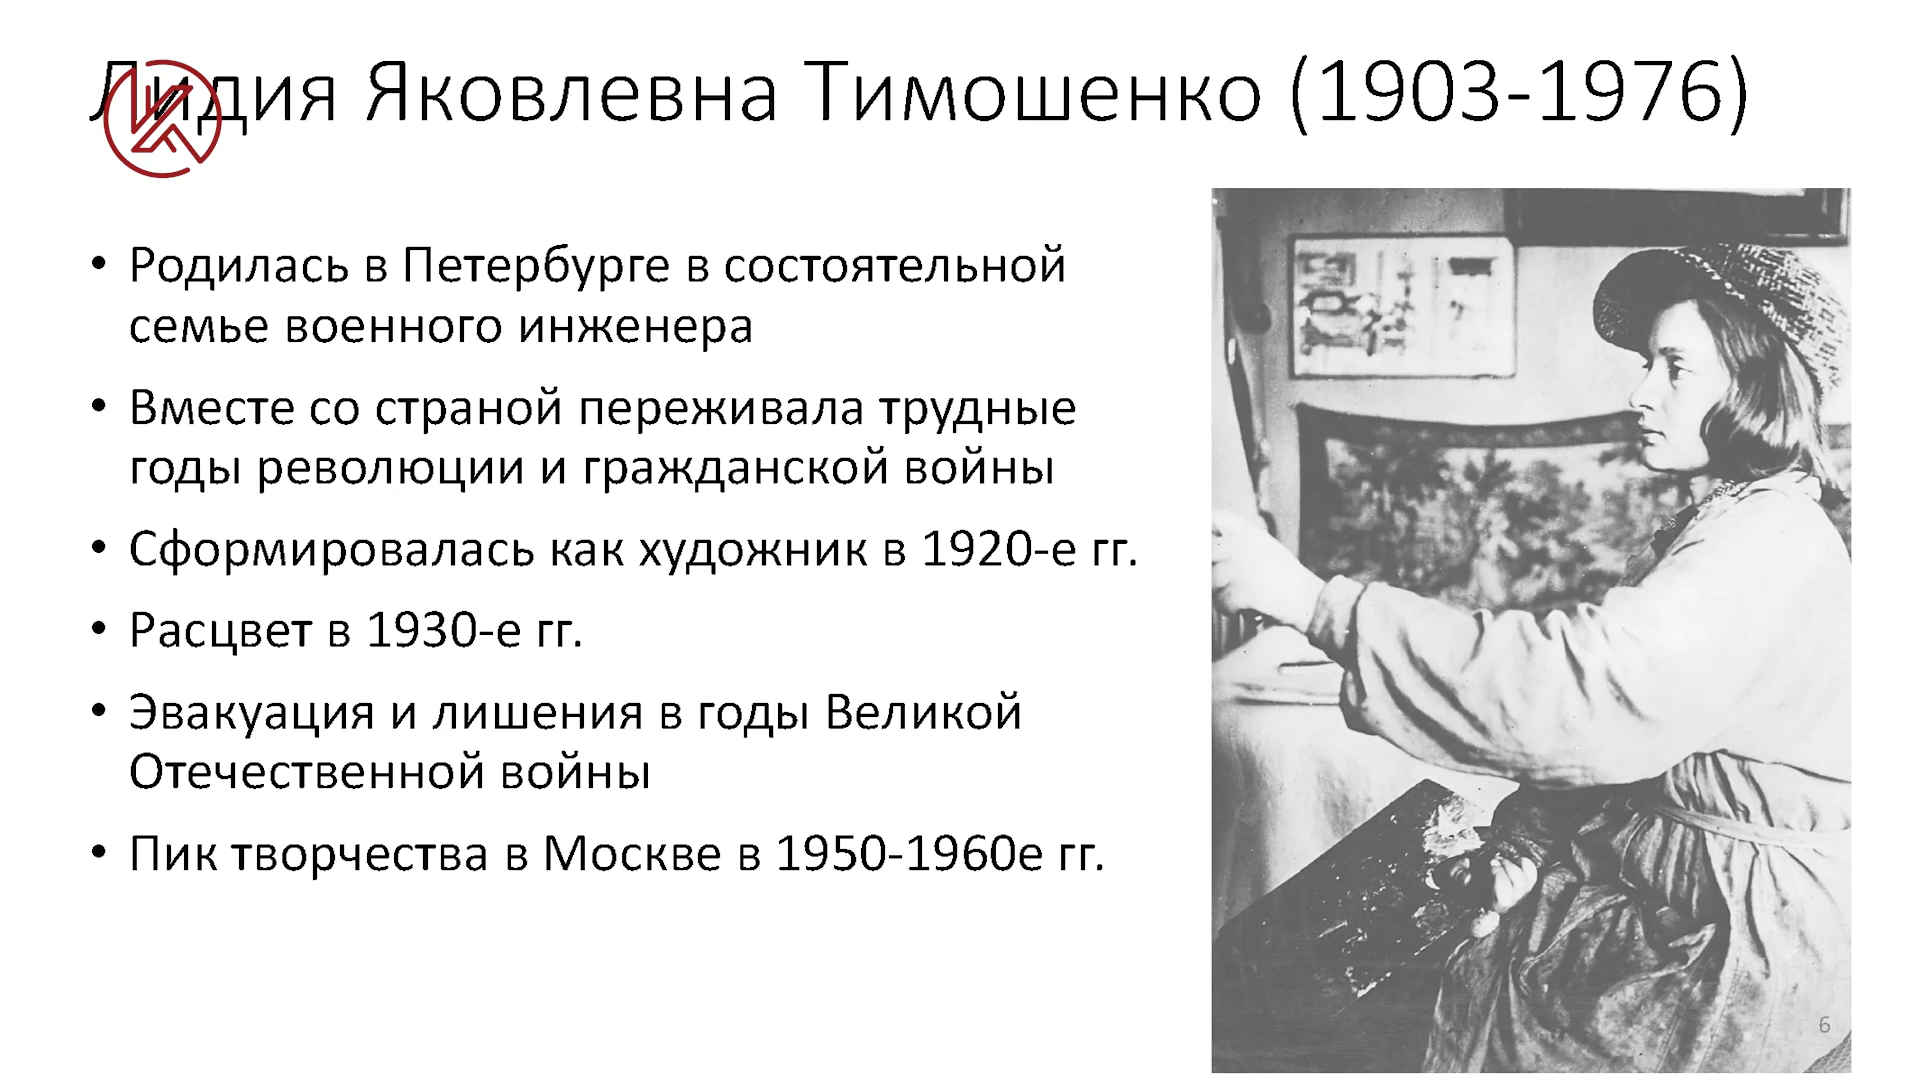 Лидия Яковлевна Тимошенко (1903-1976)
• Родилась в Петербурге в состоятельной
семье военного инженера
• Вместе со страной переживала трудные
годы революции и гражданской войны
• Сформировалась как художник в 1920-е гг.
• Расцвет в 1930-е гг.
• Эвакуация и лишения в годы Великой
Отечественной войны
• Пик творчества в Москве в 1950-1960е гг.
6